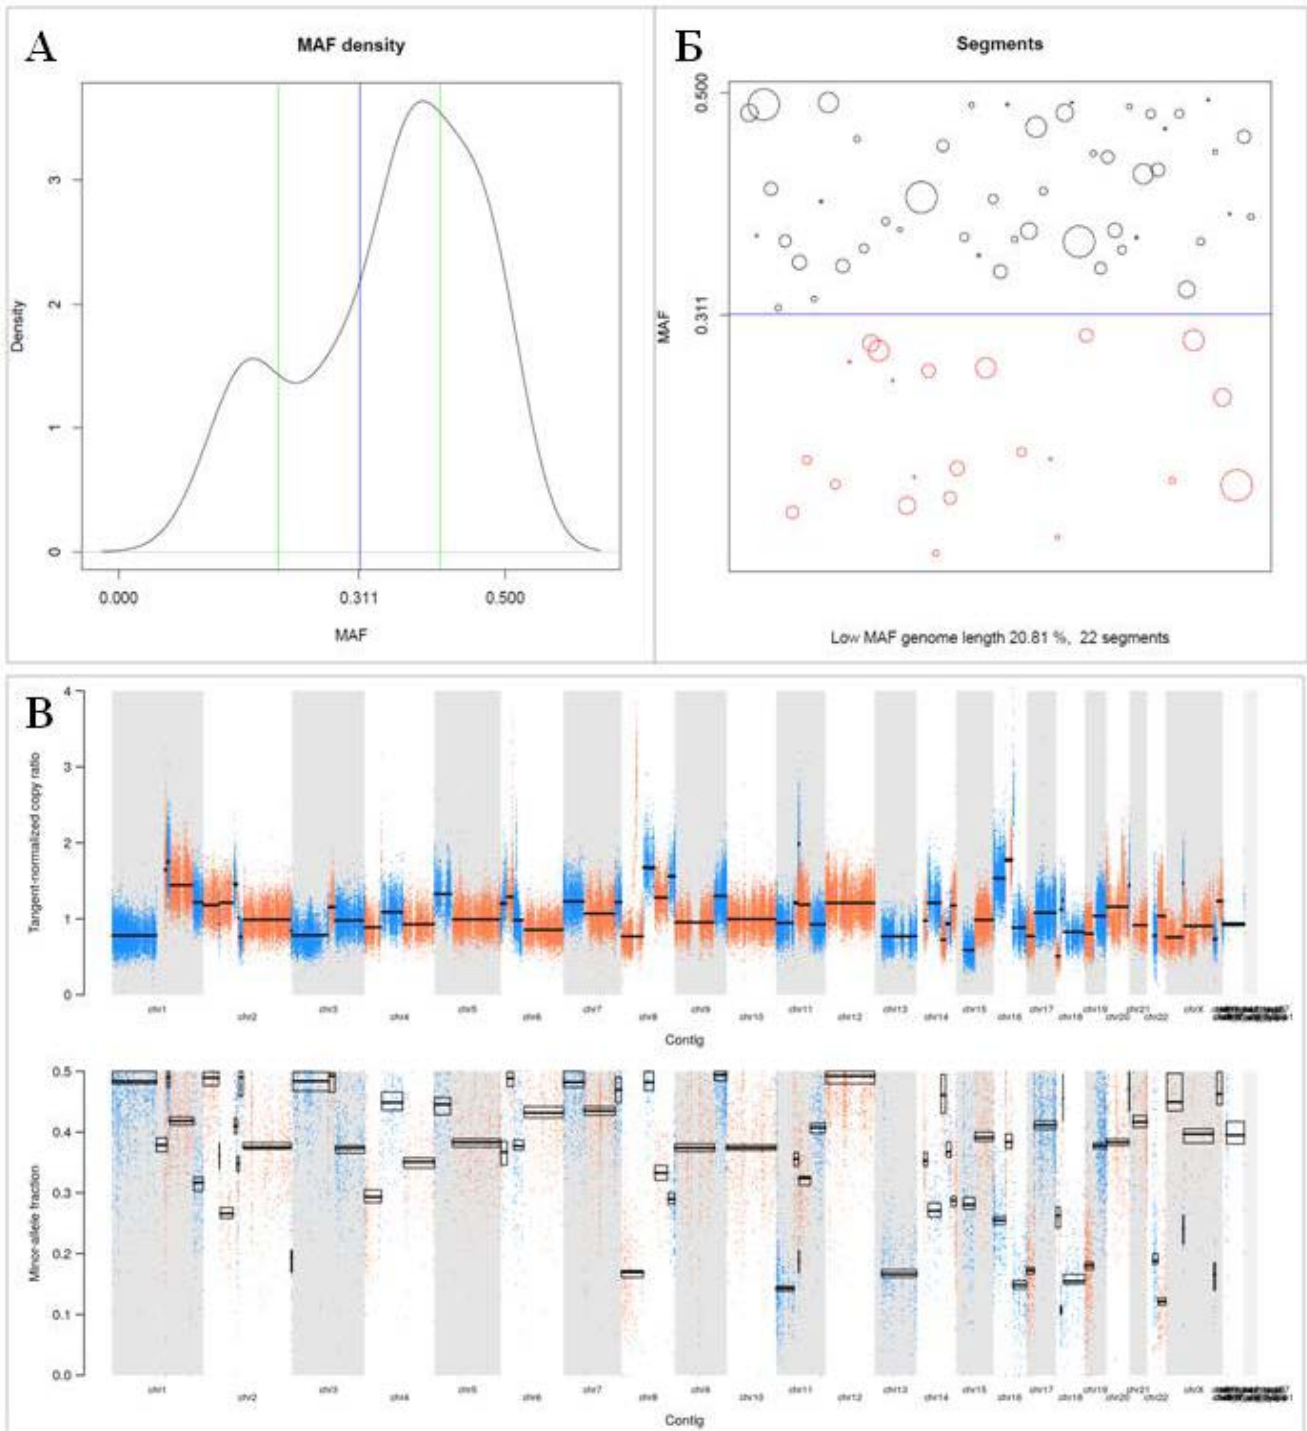 А
MAF density
Density
3
2
1
0
0.000
0.311
0.500
MAF
Б
Segments
MAF
0.500
0.311
Low MAF genome length 20.81 %, 22 segments
В
Tangent-normalized copy ratio
4
3
2
1
0
chr1
chr2
chr3
chr4
chr5
chr6
chr7
chr8
chr9
chr10
chr11
chr12
chr13
chr14
chr15
chr16
chr17
chr18
chr19
chr20
chr21
chr22
chrX
Contig
Minor-allele fraction
0.5
0.4
0.3
0.2
0.1
0.0
chr1
chr2
chr3
chr4
chr5
chr6
chr7
chr8
chr9
chr10
chr11
chr12
chr13
chr14
chr15
chr16
chr17
chr18
chr19
chr20
chr21
chr22
chrX
Contig